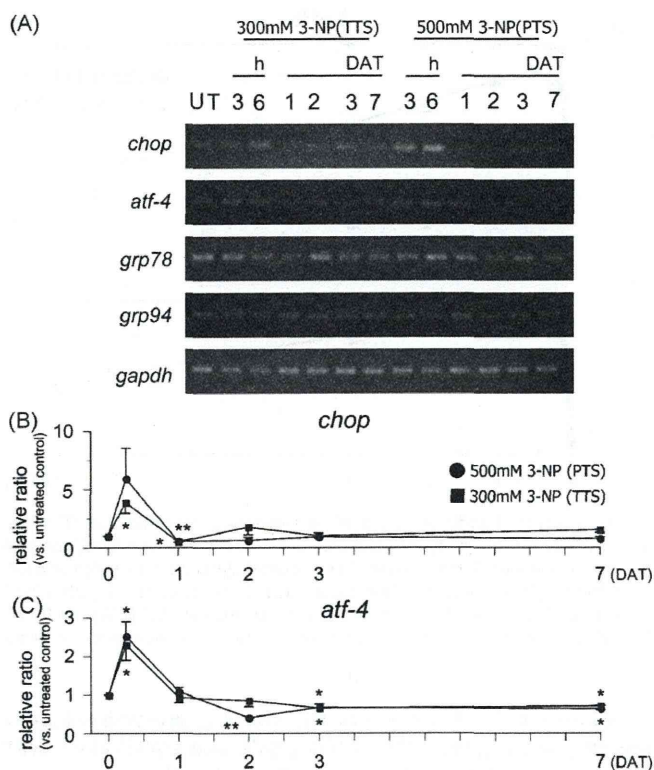 (A)
300mM 3-NP(TTS) 500mM 3-NP(PTS)
h DAT h DAT
UT 3 6 1 2 3 7 3 6 1 2 3 7
chop
atf-4
grp78
grp94
gapdh
(B) chop
relative ratio
(vs. untreated control)
10
5
0
500mM 3-NP (PTS)
300mM 3-NP (TTS)
* * **
0 1 2 3 7 (DAT)
(C) atf-4
relative ratio
(vs. untreated control)
3
2
1
0
* * ** * * * *
0 1 2 3 7 (DAT)